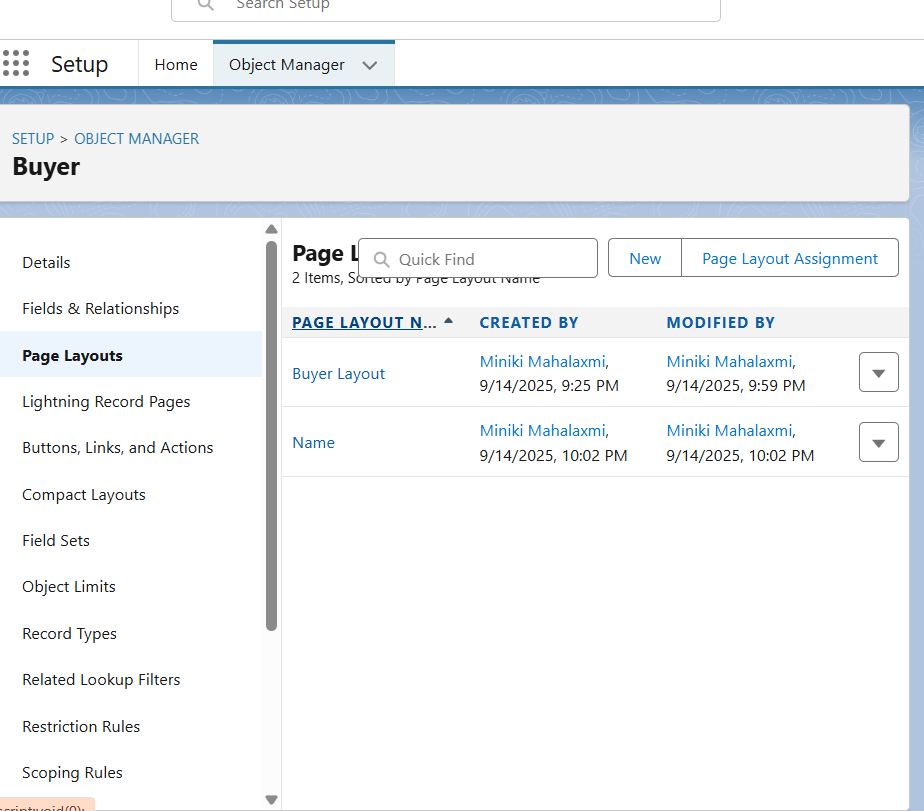 Search Setup
Setup
Home
Object Manager
SETUP > OBJECT MANAGER
Buyer
Details
Fields & Relationships
Page Layouts
Lightning Record Pages
Buttons, Links, and Actions
Compact Layouts
Field Sets
Object Limits
Record Types
Related Lookup Filters
Restriction Rules
Scoping Rules
Page L
Quick Find
New
Page Layout Assignment
2 Items, Sorted by Page Layout Name
PAGE LAYOUT N... CREATED BY MODIFIED BY
Buyer Layout
Miniki Mahalaxmi,
9/14/2025, 9:25 PM
Miniki Mahalaxmi,
9/14/2025, 9:59 PM
Name
Miniki Mahalaxmi,
9/14/2025, 10:02 PM
Miniki Mahalaxmi,
9/14/2025, 10:02 PM